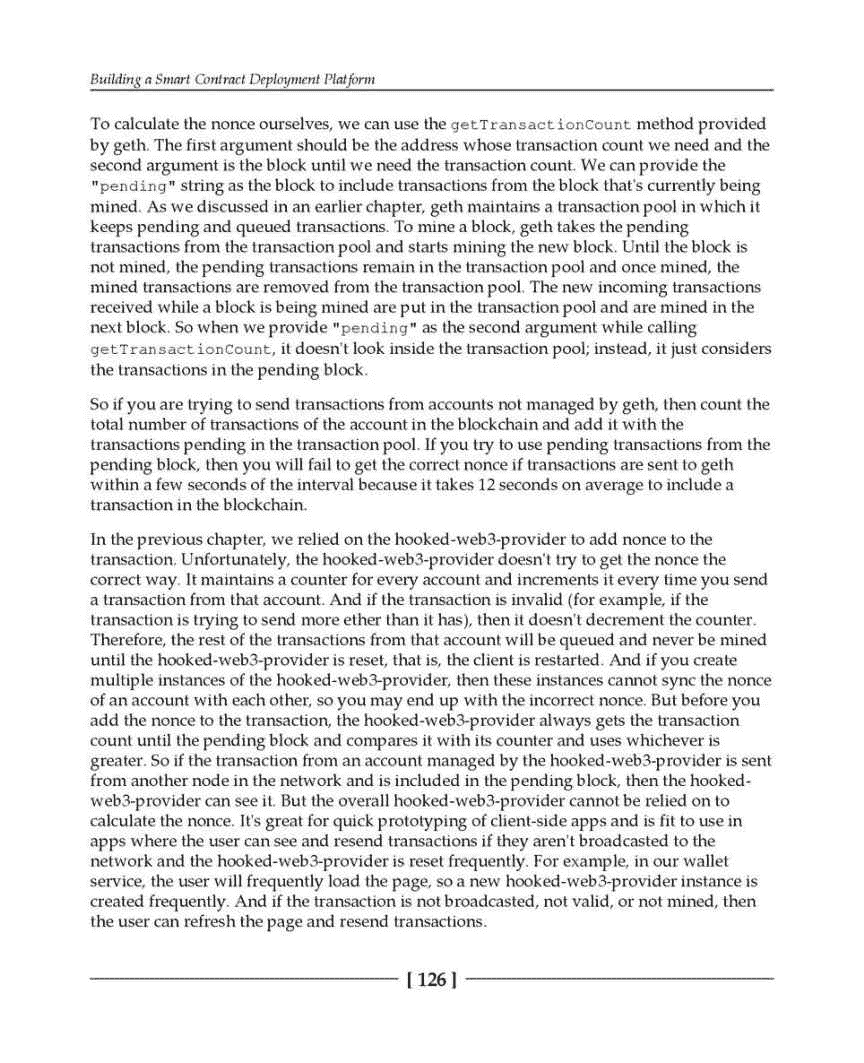 Building a Smart Contract Deployment Platform
To calculate the nonce ourselves, we can use the getTransactionCount method provided
by geth. The first argument should be the address whose transaction count we need and the
second argument is the block until we need the transaction count. We can provide the
"pending" string as the block to include transactions from the block that's currently being
mined. As we discussed in an earlier chapter, geth maintains a transaction pool in which it
keeps pending and queued transactions. To mine a block, geth takes the pending
transactions from the transaction pool and starts mining the new block. Until the block is
not mined, the pending transactions remain in the transaction pool and once mined, the
mined transactions are removed from the transaction pool. The new incoming transactions
received while a block is being mined are put in the transaction pool and are mined in the
next block. So when we provide "pending" as the second argument while calling
getTransactionCount, it doesn't look inside the transaction pool; instead, it just considers
the transactions in the pending block.
So if you are trying to send transactions from accounts not managed by geth, then count the
total number of transactions of the account in the blockchain and add it with the
transactions pending in the transaction pool. If you try to use pending transactions from the
pending block, then you will fail to get the correct nonce if transactions are sent to geth
within a few seconds of the interval because it takes 12 seconds on average to include a
transaction in the blockchain.
In the previous chapter, we relied on the hooked-web3-provider to add nonce to the
transaction. Unfortunately, the hooked-web3-provider doesn't try to get the nonce the
correct way. It maintains a counter for every account and increments it every time you send
a transaction from that account. And if the transaction is invalid (for example, if the
transaction is trying to send more ether than it has), then it doesn't decrement the counter.
Therefore, the rest of the transactions from that account will be queued and never be mined
until the hooked-web3-provider is reset, that is, the client is restarted. And if you create
multiple instances of the hooked-web3-provider, then these instances cannot sync the nonce
of an account with each other, so you may end up with the incorrect nonce. But before you
add the nonce to the transaction, the hooked-web3-provider always gets the transaction
count until the pending block and compares it with its counter and uses whichever is
greater. So if the transaction from an account managed by the hooked-web3-provider is sent
from another node in the network and is included in the pending block, then the hooked-
web3-provider can see it. But the overall hooked-web3-provider cannot be relied on to
calculate the nonce. It's great for quick prototyping of client-side apps and is fit to use in
apps where the user can see and resend transactions if they aren't broadcasted to the
network and the hooked-web3-provider is reset frequently. For example, in our wallet
service, the user will frequently load the page, so a new hooked-web3-provider instance is
created frequently. And if the transaction is not broadcasted, not valid, or not mined, then
the user can refresh the page and resend transactions.
[ 126 ]